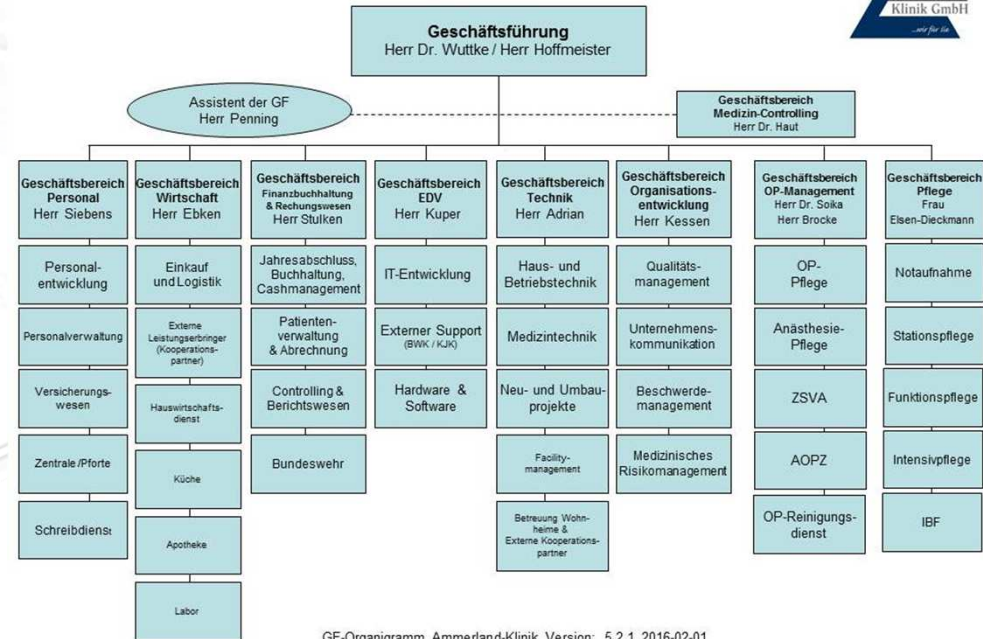 Klinik GmbH
...wir für Sie
Geschäftsführung
Herr Dr. Wuttke / Herr Hoffmeister
Assistent der GF
Herr Penning
Geschäftsbereich
Medizin-Controlling
Herr Dr. Haut
Geschäftsbereich
Personal
Herr Siebens
Personal-
entwicklung
Personalverwaltung
Versicherungs-
wesen
Zentrale/Pforte
Schreibdienst
Geschäftsbereich
Wirtschaft
Herr Ebken
Einkauf
und Logistik
Externe
Leistungserbringer
(Kooperations-
partner)
Hauswirtschafts-
dienst
Küche
Apotheke
Labor
Geschäftsbereich
Finanzbuchhaltung
& Rechungswesen
Herr Stulken
Jahresabschluss,
Buchhaltung,
Cashmanagement
Patienten-
verwaltung
& Abrechnung
Controlling &
Berichtswesen
Bundeswehr
Geschäftsbereich
EDV
Herr Kuper
IT-Entwicklung
Externer Support
(BWK / KJK)
Hardware &
Software
Geschäftsbereich
Technik
Herr Adrian
Haus- und
Betriebstechnik
Medizintechnik
Neu- und Umbau-
projekte
Facility-
management
Betreuung Wohn-
heime &
Externe Kooperations-
partner
Geschäftsbereich
Organisations-
entwicklung
Herr Kessen
Qualitäts-
management
Unternehmens-
kommunikation
Beschwerde-
management
Medizinisches
Risikomanagement
Geschäftsbereich
OP-Management
Herr Dr. Soika
Herr Brocke
OP-
Pflege
Anästhesie-
Pflege
ZSVA
AOPZ
OP-Reinigungs-
dienst
Geschäftsbereich
Pflege
Frau
Elsen-Dieckmann
Notaufnahme
Stationspflege
Funktionspflege
Intensivpflege
IBF
GF-Organigramm Ammerland-Klinik Version: 5.2.1 2016-02-01